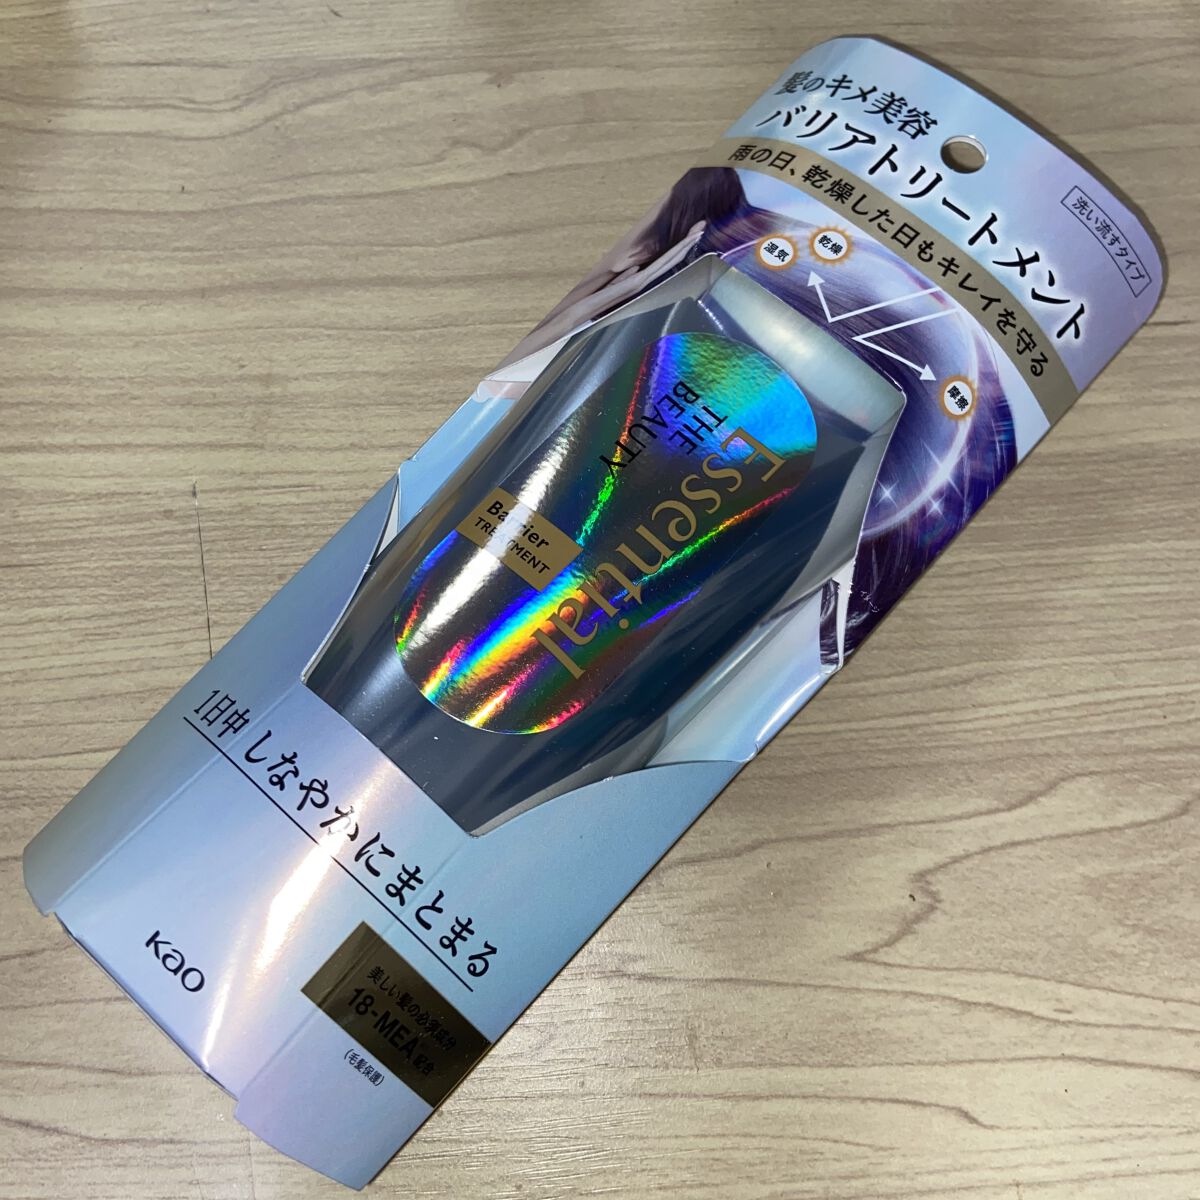 髪のキメ美容
バリアトリートメント
洗い流すタイプ
雨の日、乾燥した日もキレイを守る
湿気
乾燥
摩擦
イメージ
Essential
THE
BEAUTY
Barrier
TREATMENT
1日中しなやかにまとまる
Kao
美しい髪の必須成分
18-MEA配合
(毛髪保護)